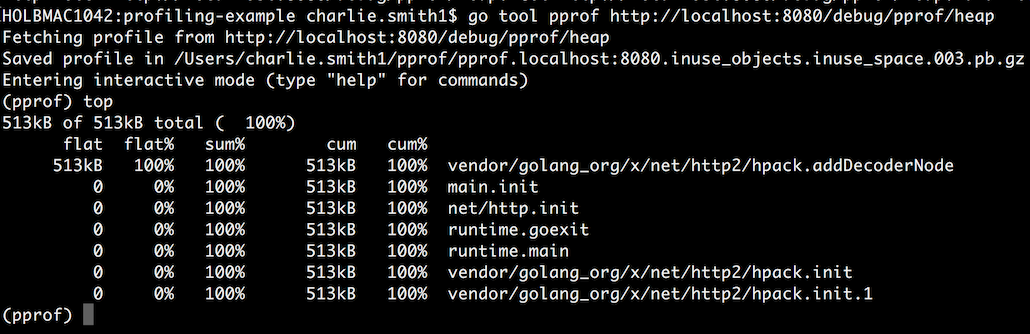 HOLBMAC1042:profiling-example charlie.smith1$ go tool pprof http://localhost:8080/debug/pprof/heap
Fetching profile from http://localhost:8080/debug/pprof/heap
Saved profile in /Users/charlie.smith1/pprof/pprof.localhost:8080.inuse_objects.inuse_space.003.pb.gz
Entering interactive mode (type "help" for commands)
(pprof) top
513kB of 513kB total (  100%)
      flat  flat%   sum%        cum   cum%
     513kB   100%   100%      513kB   100%  vendor/golang_org/x/net/http2/hpack.addDecoderNode
         0     0%   100%      513kB   100%  main.init
         0     0%   100%      513kB   100%  net/http.init
         0     0%   100%      513kB   100%  runtime.goexit
         0     0%   100%      513kB   100%  runtime.main
         0     0%   100%      513kB   100%  vendor/golang_org/x/net/http2/hpack.init
         0     0%   100%      513kB   100%  vendor/golang_org/x/net/http2/hpack.init.1
(pprof)